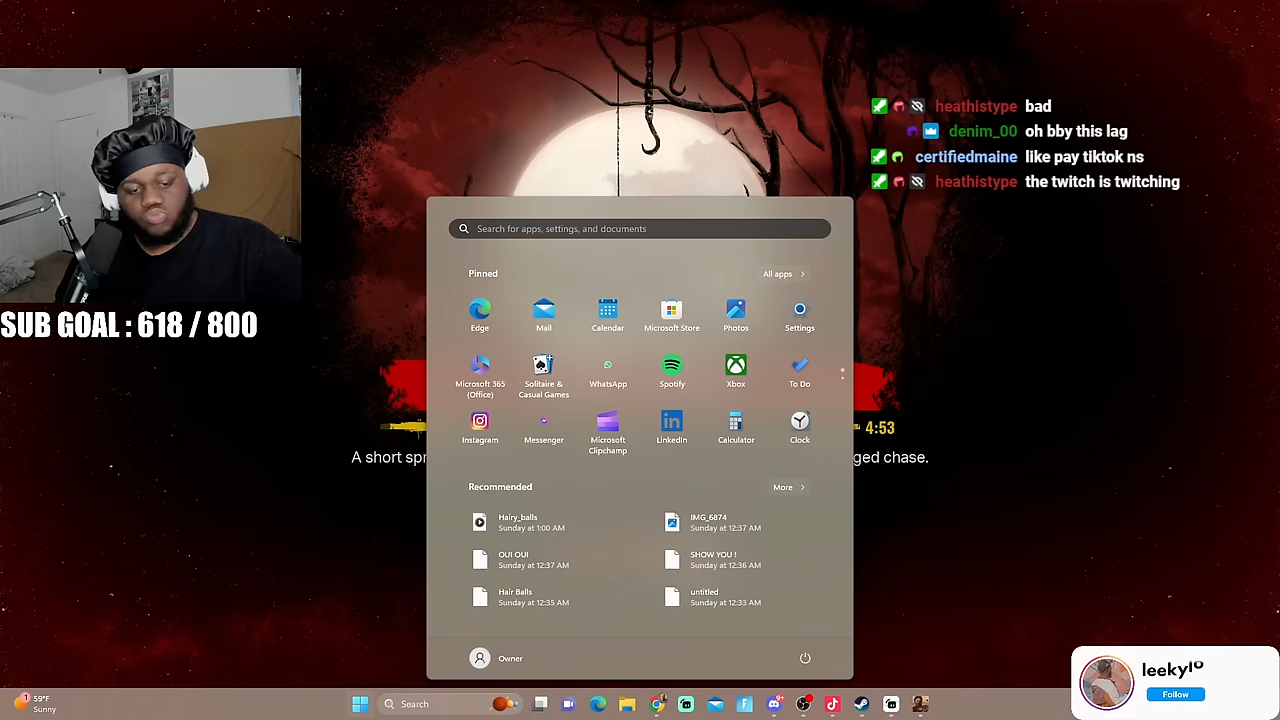 heathistype bad
denim_00 oh bby this lag
certifiedmaine like pay tiktok ns
heathistype the twitch is twitching
SUB GOAL : 618 / 800
Search for apps, settings, and documents
Pinned
All apps
Edge
Mail
Calendar
Microsoft Store
Photos
Settings
Microsoft 365
(Office)
Solitaire &
Casual Games
WhatsApp
Spotify
Xbox
To Do
Instagram
Messenger
Microsoft
Clipchamp
LinkedIn
Calculator
Clock
4:53
A short spr
ged chase.
Recommended
More
Hairy_balls
Sunday at 1:00 AM
IMG_6874
Sunday at 12:37 AM
OUI OUI
Sunday at 12:37 AM
SHOW YOU !
Sunday at 12:36 AM
Hair Balls
Sunday at 12:35 AM
untitled
Sunday at 12:33 AM
Owner
leekylo
Follow
1
59°F
Sunny
Search